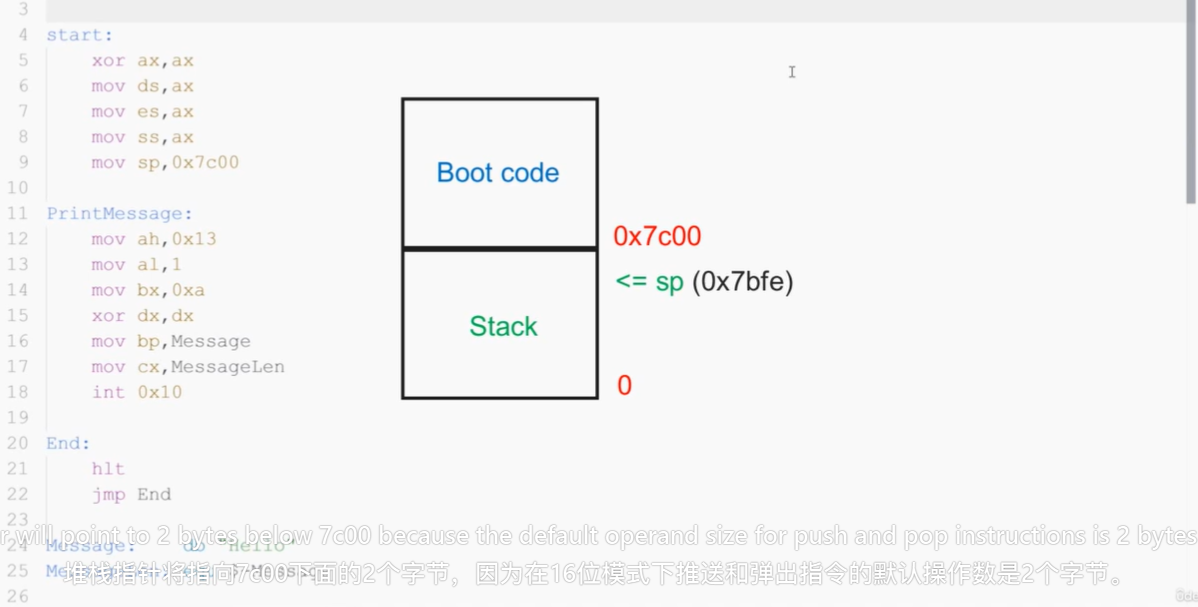 3
4 start:
5 xor ax,ax
6 mov ds,ax
7 mov es,ax
8 mov ss,ax
9 mov sp,0x7c00
10
11 PrintMessage:
12 mov ah,0x13
13 mov al,1
14 mov bx,0xa
15 xor dx,dx
16 mov bp,Message
17 mov cx,MessageLen
18 int 0x10
19
20 End:
21 hlt
22 jmp End
23
24 Message: db "Hello"
25
26
Boot code
0x7c00
<= sp (0x7bfe)
Stack
0
r will point to 2 bytes below 7c00 because the default operand size for push and pop instructions is 2 bytes
堆栈指针将指向7c00下面的2个字节，因为在16位模式下推送和弹出指令的默认操作数是2个字节。